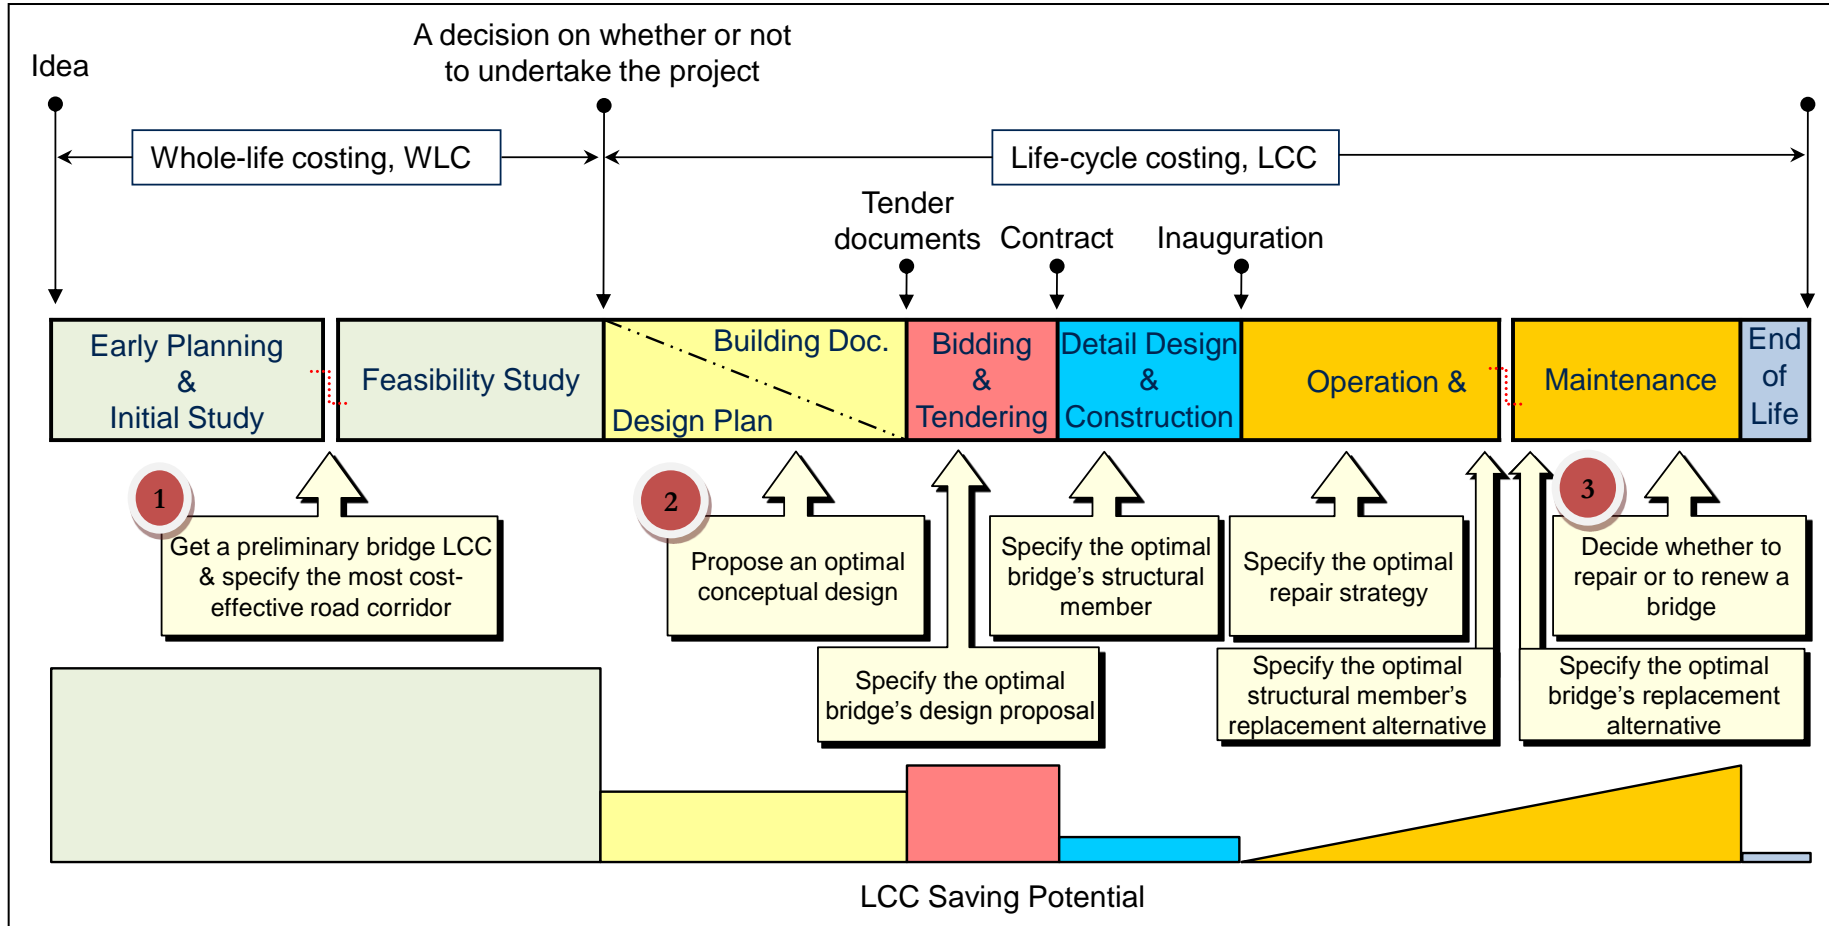 Idea
A decision on whether or not
to undertake the project
Whole-life costing, WLC
Life-cycle costing, LCC
Tender
documents
Contract
Inauguration
Early Planning
&
Initial Study
Feasibility Study
Building Doc.
Design Plan
Bidding
&
Tendering
Detail Design
&
Construction
Operation &
Maintenance
End
of
Life
1
Get a preliminary bridge LCC
& specify the most cost-
effective road corridor
2
Propose an optimal
conceptual design
Specify the optimal
bridge’s design proposal
Specify the optimal
bridge’s structural
member
Specify the optimal
repair strategy
Specify the optimal
structural member’s
replacement alternative
3
Decide whether to
repair or to renew a
bridge
Specify the optimal
bridge’s replacement
alternative
LCC Saving Potential